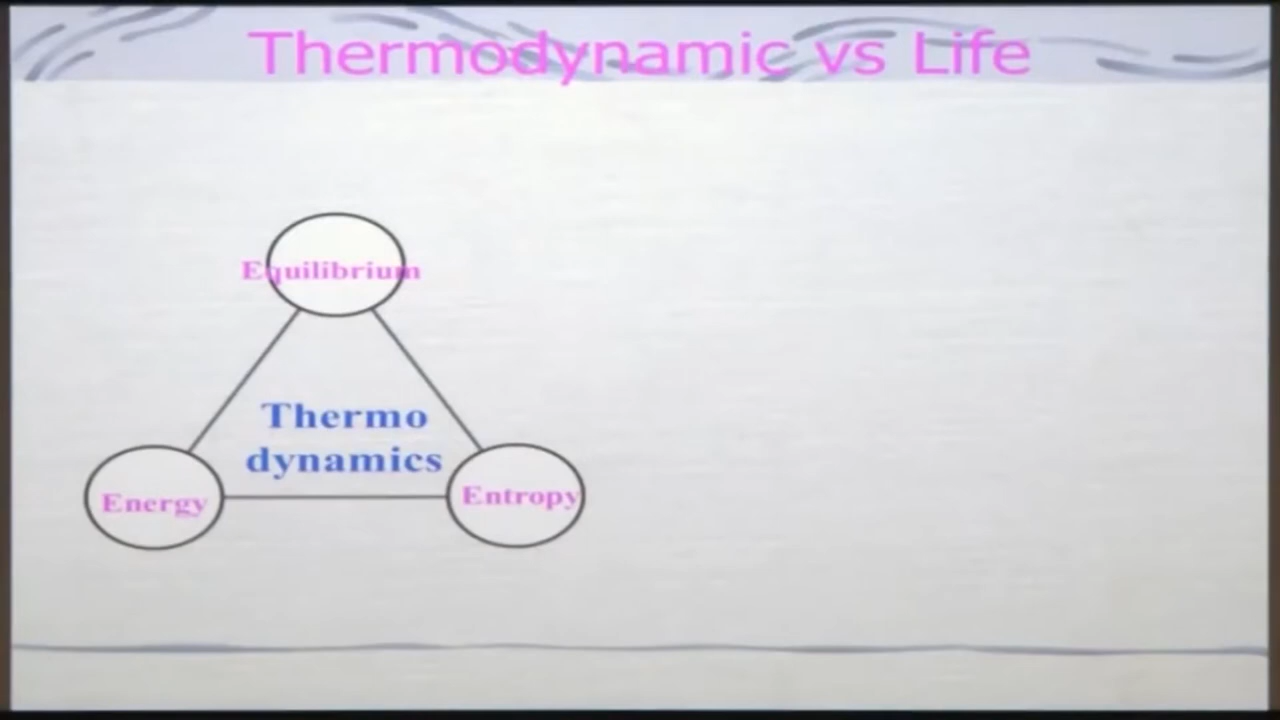 Thermodynamic vs Life
Equilibrium
Thermo
dynamics
Energy
Entropy